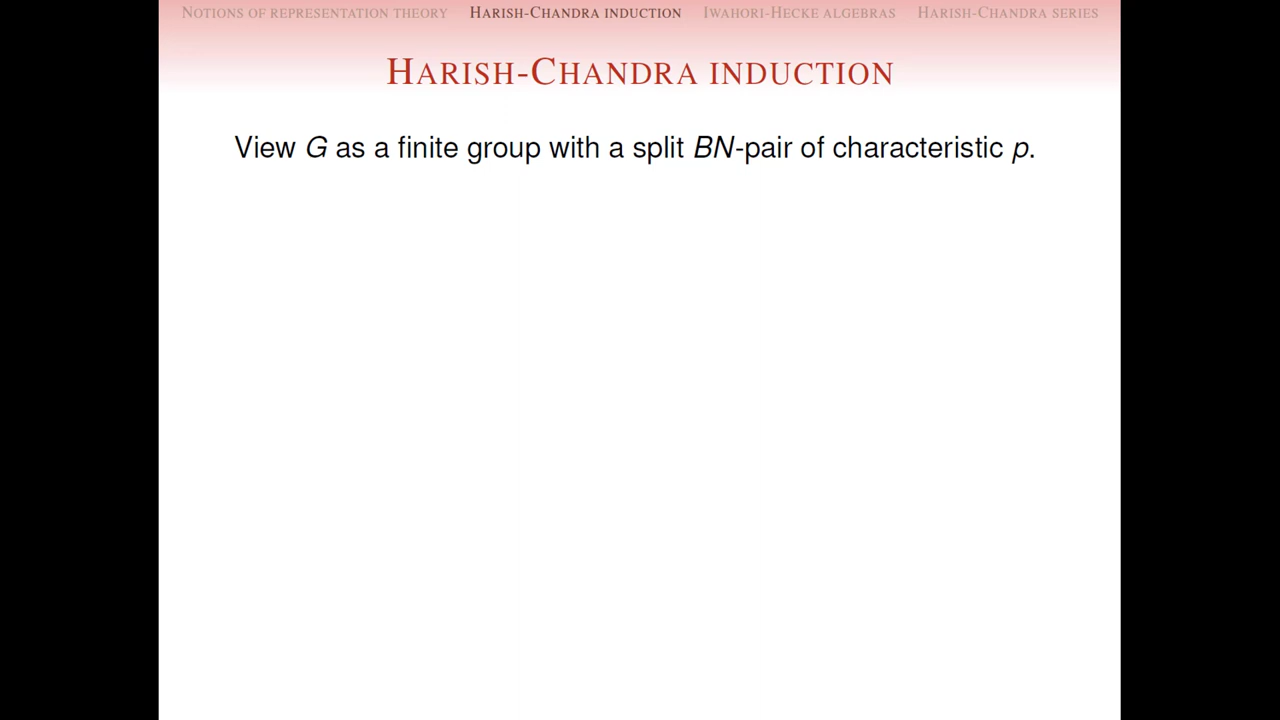 NOTIONS OF REPRESENTATION THEORY HARISH-CHANDRA INDUCTION IWAHORI-HECKE ALGEBRAS HARISH-CHANDRA SERIES
HARISH-CHANDRA INDUCTION
View G as a finite group with a split BN-pair of characteristic p.